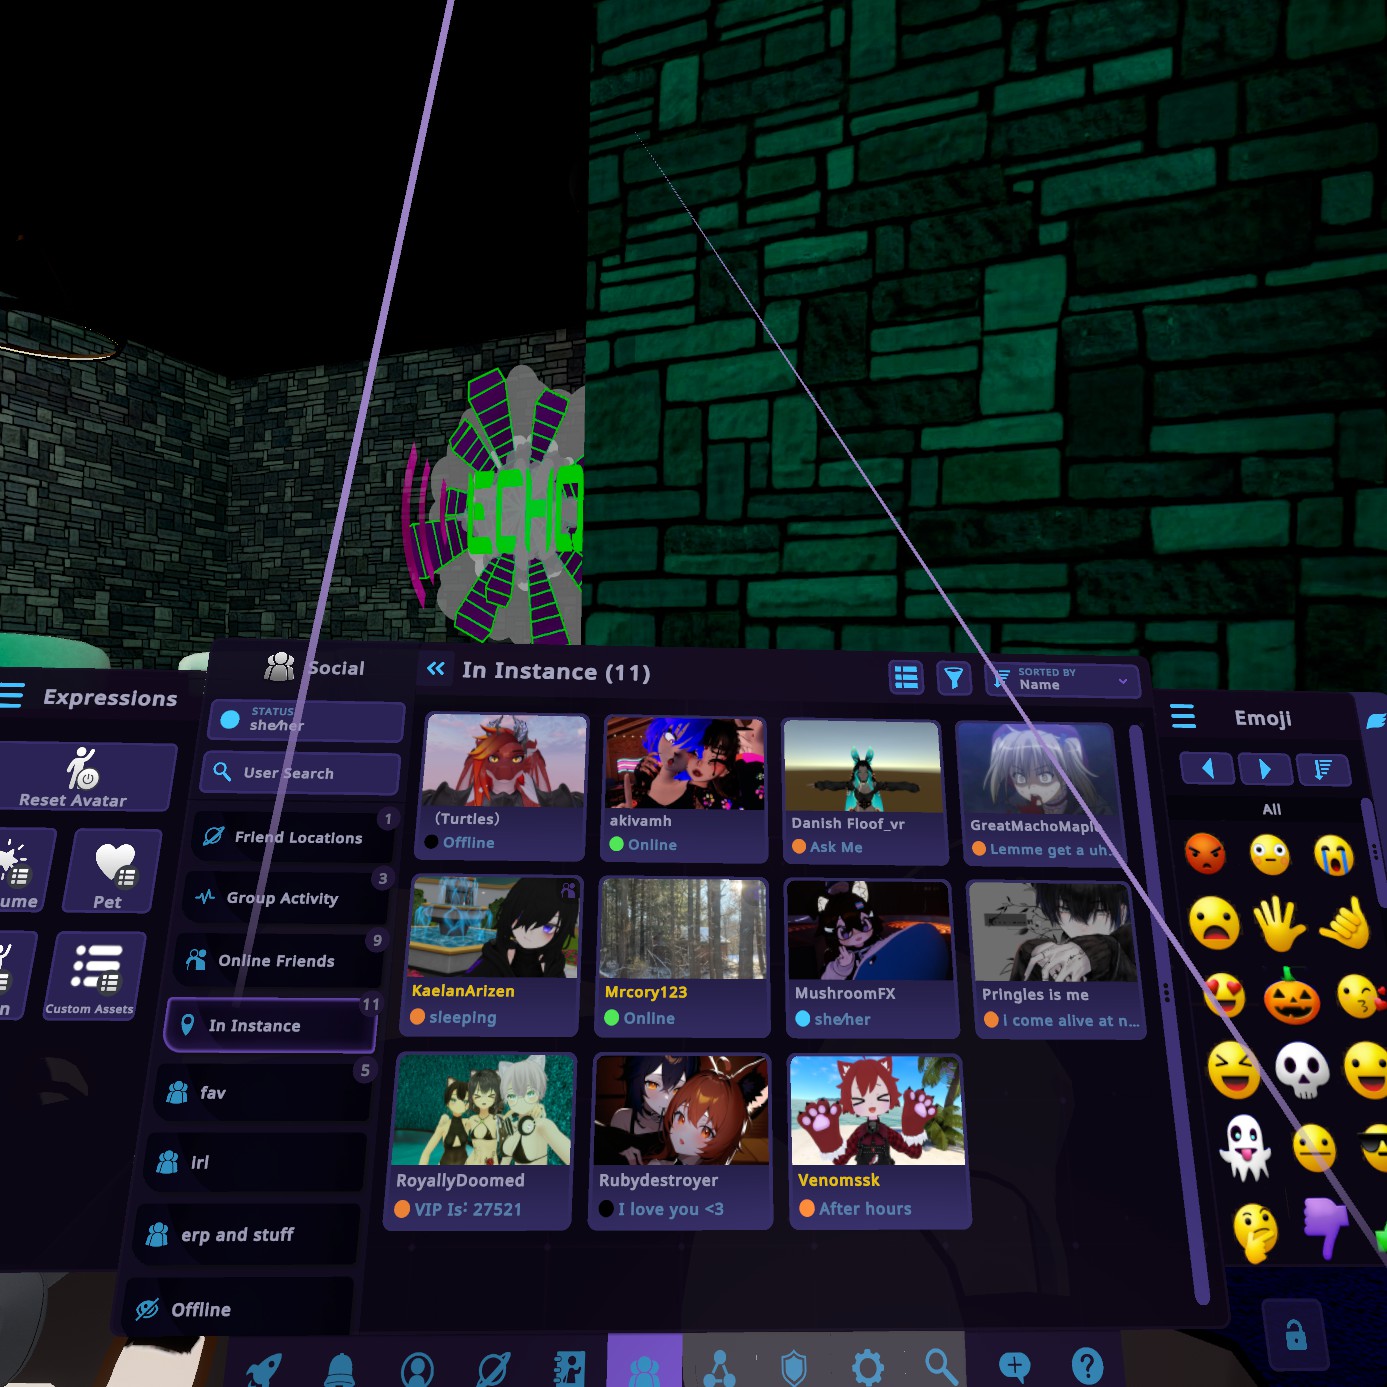 ECHO
Expressions
Reset Avatar
Pet
Custom Assets
Social
STATUS
she/her
User Search
Friend Locations
1
Group Activity
3
Online Friends
9
In Instance
11
fav
5
irl
erp and stuff
Offline
In Instance (11)
SORTED BY
Name
(Turtles)
Offline
akivamh
Online
Danish Floof_vr
Ask Me
GreatMachoMaple
Lemme get a uh..
KaelanArizen
sleeping
Mrcory123
Online
MushroomFX
she/her
Pringles is me
I come alive at n...
RoyallyDoomed
VIP Is: 27521
Rubydestroyer
I love you <3
Venomssk
After hours
Emoji
All